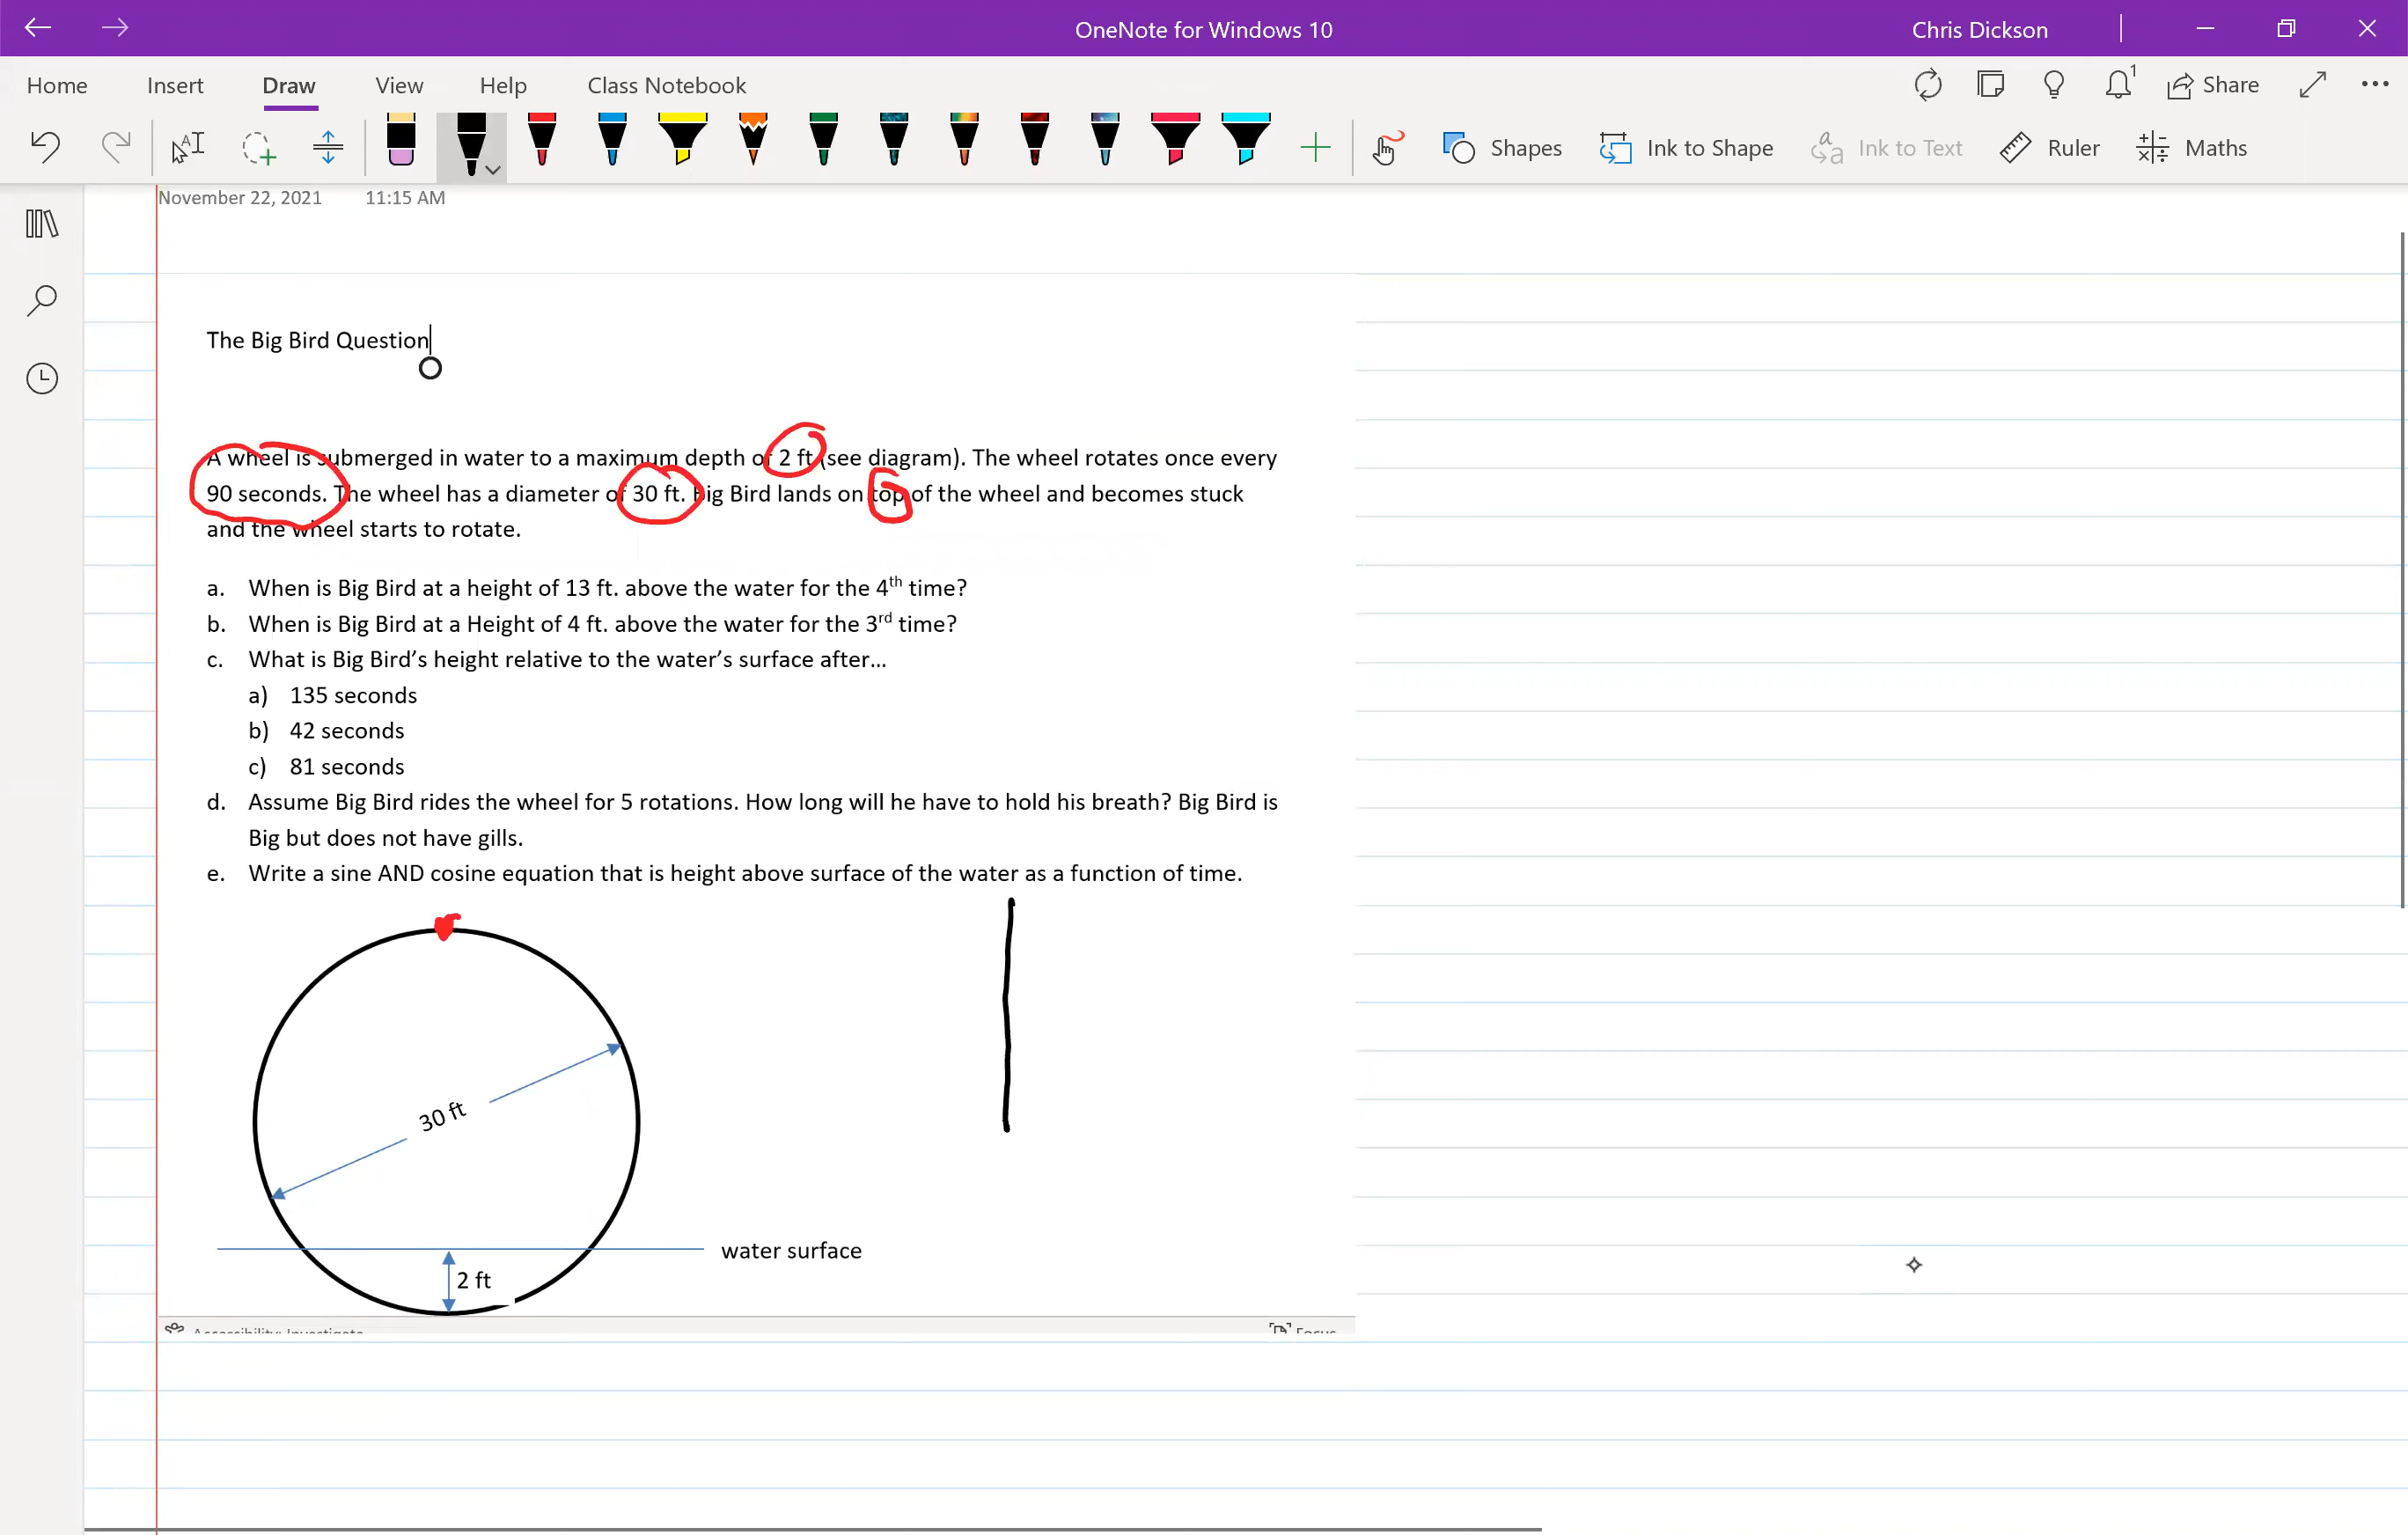 OneNote for Windows 10
Chris Dickson
Home Insert Draw View Help Class Notebook
1
Share
Shapes Ink to Shape Ink to Text Ruler Maths
November 22, 2021 11:15 AM
The Big Bird Question
A wheel is submerged in water to a maximum depth of 2 ft (see diagram). The wheel rotates once every
90 seconds. The wheel has a diameter of 30 ft. Big Bird lands on top of the wheel and becomes stuck
and the wheel starts to rotate.
a. When is Big Bird at a height of 13 ft. above the water for the 4th time?
b. When is Big Bird at a Height of 4 ft. above the water for the 3rd time?
c. What is Big Bird’s height relative to the water’s surface after…
a) 135 seconds
b) 42 seconds
c) 81 seconds
d. Assume Big Bird rides the wheel for 5 rotations. How long will he have to hold his breath? Big Bird is
Big but does not have gills.
e. Write a sine AND cosine equation that is height above surface of the water as a function of time.
30 ft
water surface
2 ft
Accessibility: Investigate
Focus